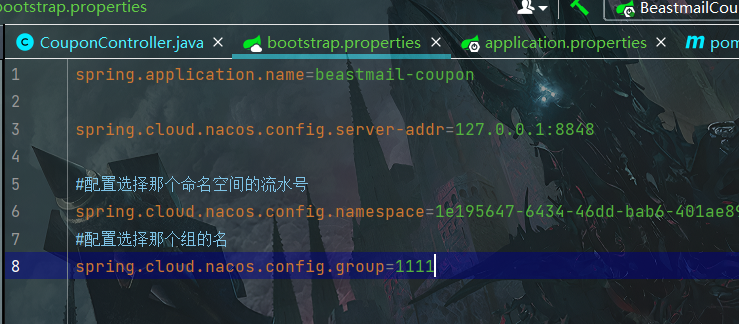 bootstrap.properties
BeastmailCou
CouponController.java
bootstrap.properties
application.properties
pom
1 spring.application.name=beastmail-coupon
2
3 spring.cloud.nacos.config.server-addr=127.0.0.1:8848
4
5 #配置选择那个命名空间的流水号
6 spring.cloud.nacos.config.namespace=1e195647-6434-46dd-bab6-401ae89
7 #配置选择那个组的名
8 spring.cloud.nacos.config.group=1111